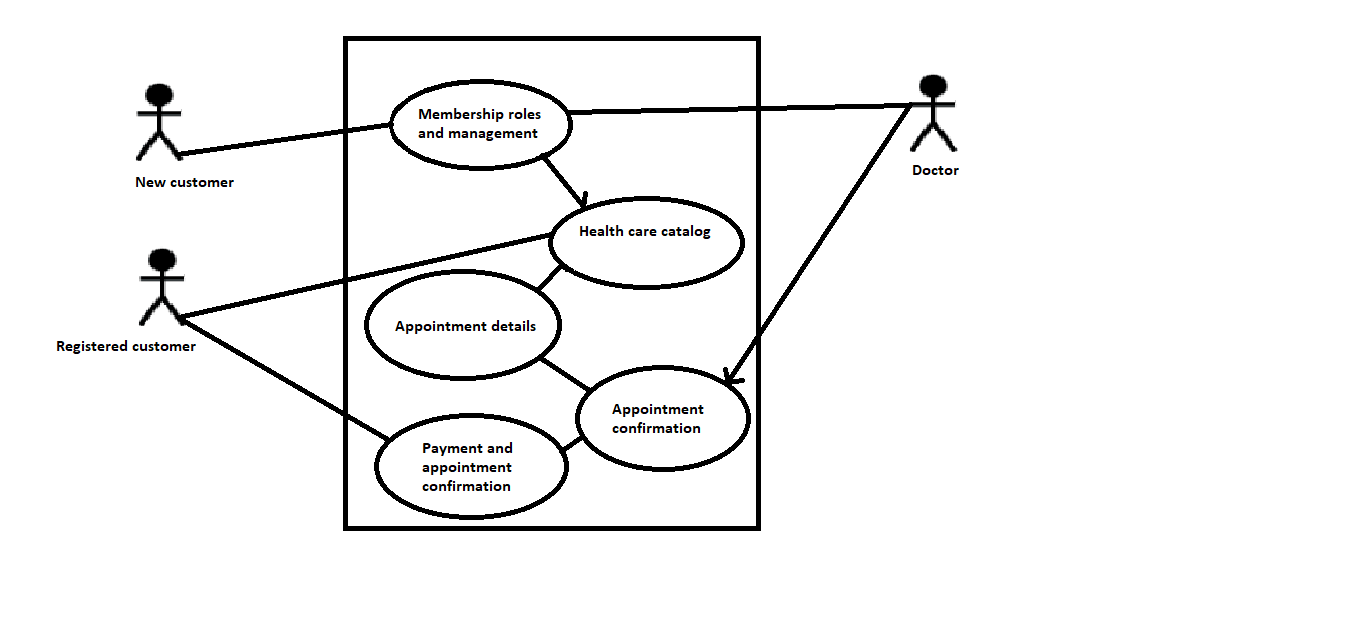 Membership roles
and management
New customer
Doctor
Health care catalog
Registered customer
Appointment details
Appointment
confirmation
Payment and
appointment
confirmation